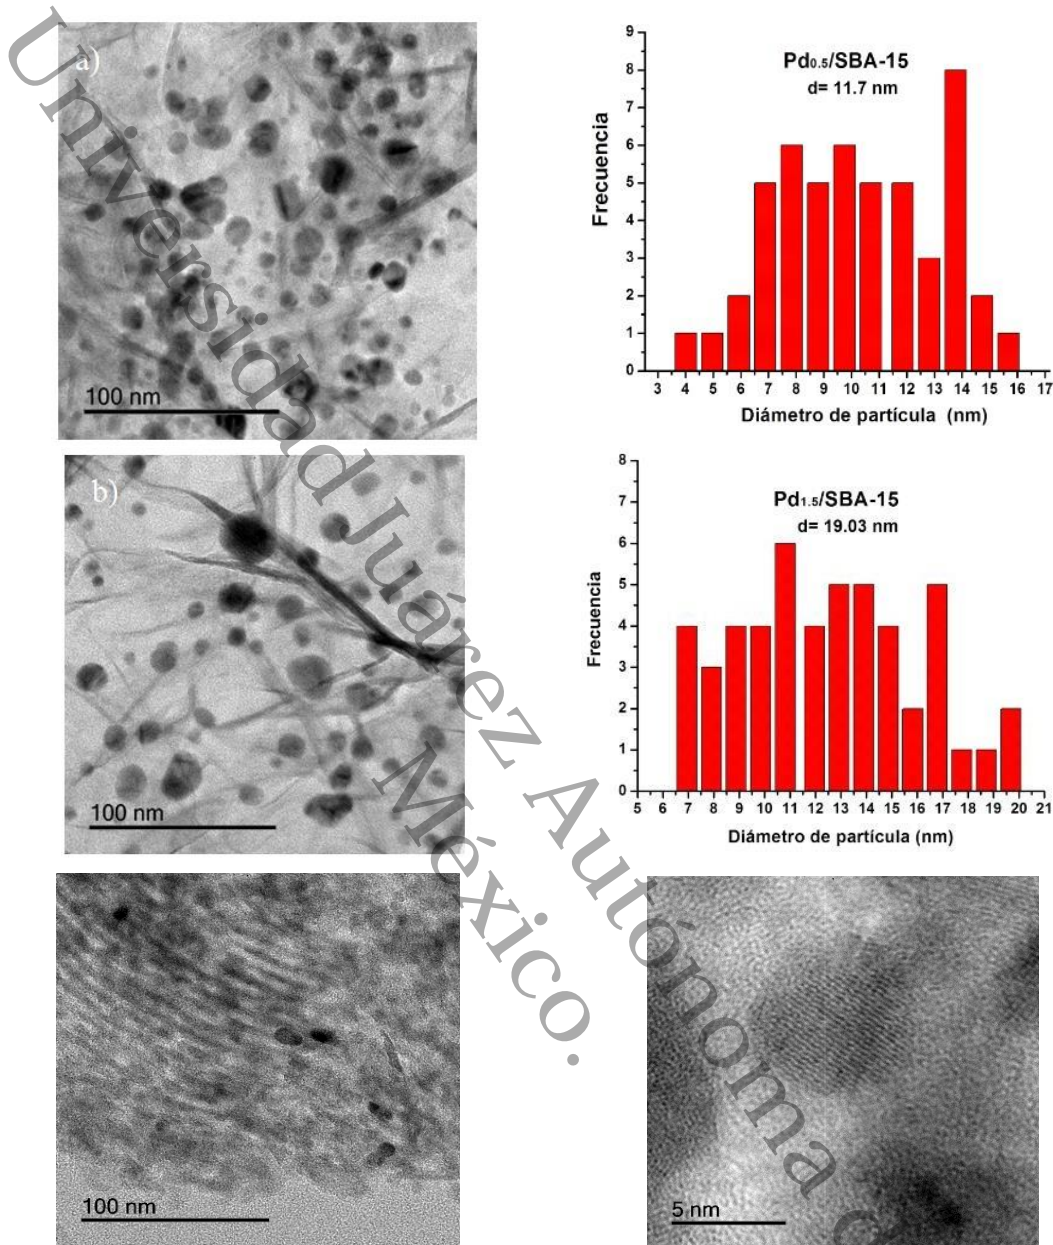 a)
100 nm
9
8
7
6
5
4
3
2
1
0
Frecuencia
Pd0.5/SBA-15
d= 11.7 nm
3 4 5 6 7 8 9 10 11 12 13 14 15 16 17
Diámetro de partícula (nm)
b)
100 nm
8
7
6
5
4
3
2
1
0
Frecuencia
Pd1.5/SBA-15
d= 19.03 nm
5 6 7 8 9 10 11 12 13 14 15 16 17 18 19 20 21
Diámetro de partícula (nm)
100 nm
5 nm
Universidad Juárez Autónoma
México.